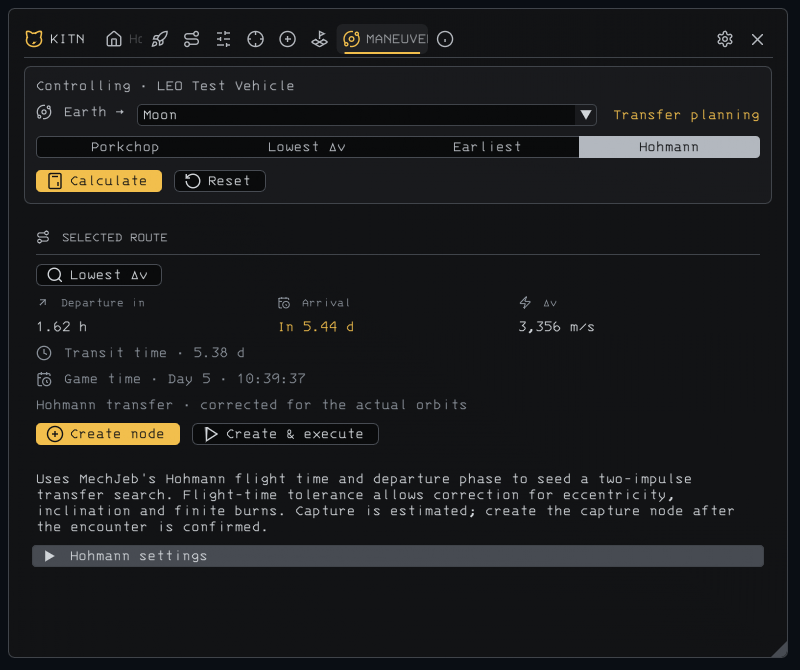 KITN Ho MANEUVE
Controlling · LEO Test Vehicle
Earth → Moon Transfer planning
Porkchop Lowest Δv Earliest Hohmann
Calculate Reset
SELECTED ROUTE
Lowest Δv
Departure in Arrival Δv
1.62 h In 5.44 d 3,356 m/s
Transit time · 5.38 d
Game time · Day 5 · 10:39:37
Hohmann transfer · corrected for the actual orbits
Create node Create & execute
Uses MechJeb's Hohmann flight time and departure phase to seed a two-impulse
transfer search. Flight-time tolerance allows correction for eccentricity,
inclination and finite burns. Capture is estimated; create the capture node after
the encounter is confirmed.
Hohmann settings